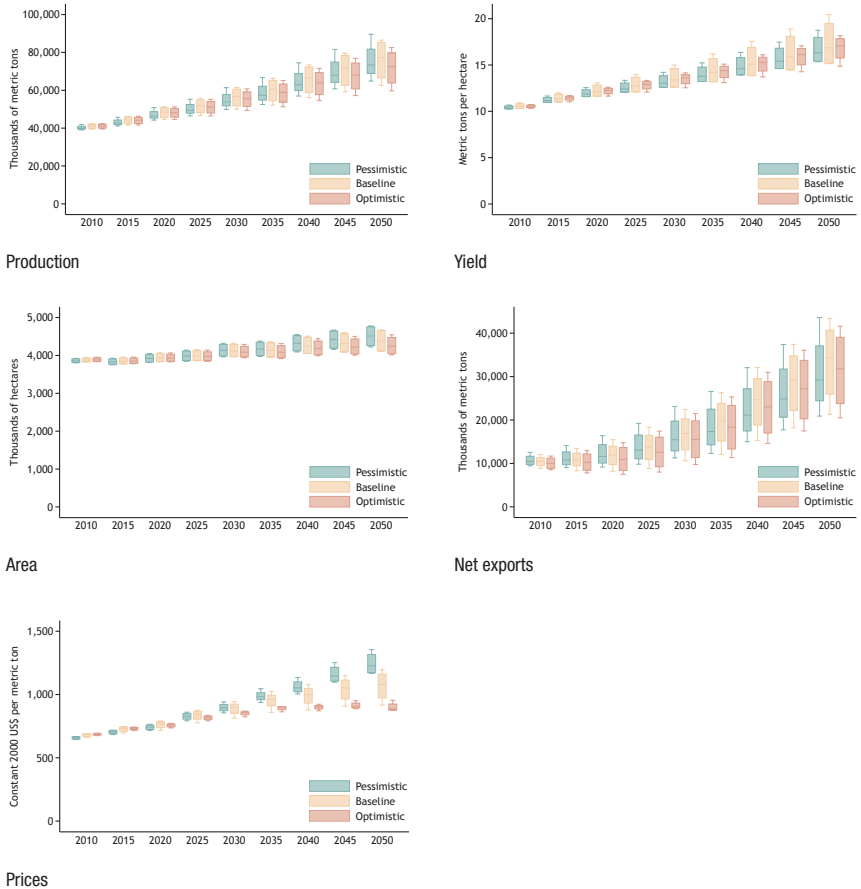 100,000
80,000
60,000
40,000
20,000
0
Thousands of metric tons
Pessimistic
Baseline
Optimistic
2010 2015 2020 2025 2030 2035 2040 2045 2050
Production
20
15
10
5
0
Metric tons per hectare
Pessimistic
Baseline
Optimistic
2010 2015 2020 2025 2030 2035 2040 2045 2050
Yield
5,000
4,000
3,000
2,000
1,000
0
Thousands of hectares
Pessimistic
Baseline
Optimistic
2010 2015 2020 2025 2030 2035 2040 2045 2050
Area
40,000
30,000
20,000
10,000
0
Thousands of metric tons
Pessimistic
Baseline
Optimistic
2010 2015 2020 2025 2030 2035 2040 2045 2050
Net exports
1,500
1,000
500
0
Constant 2000 US$ per metric ton
Pessimistic
Baseline
Optimistic
2010 2015 2020 2025 2030 2035 2040 2045 2050
Prices